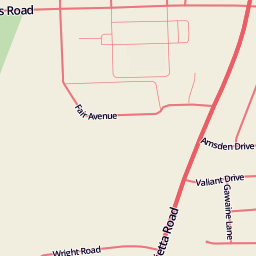 s Road
Fair Avenue
Amsden Drive
Valiant Drive
Gawaine Lane
etta Road
Wright Road